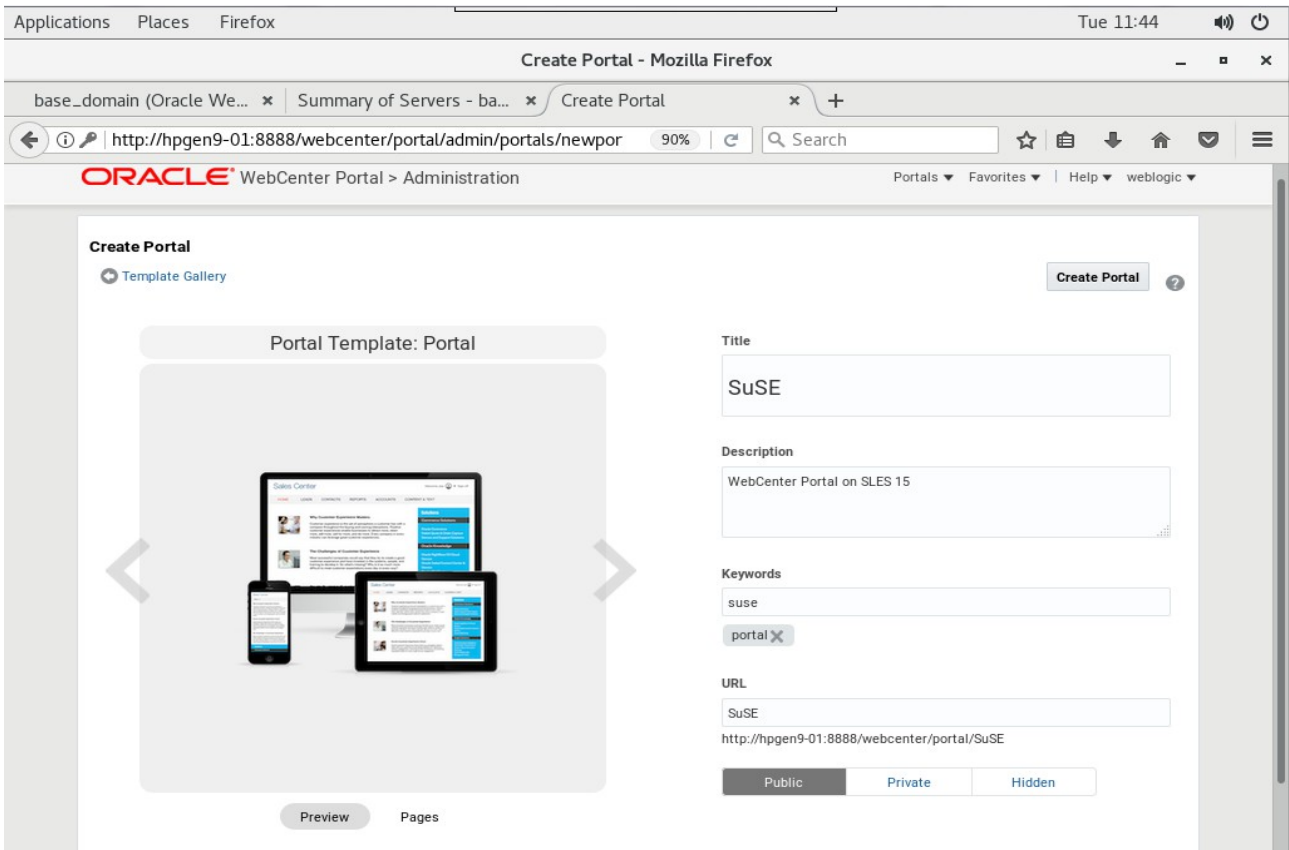 Applications Places Firefox Tue 11:44
Create Portal - Mozilla Firefox
base_domain (Oracle We... Summary of Servers - ba... Create Portal
http://hpgen9-01:8888/webcenter/portal/admin/portals/newpor 90% Search
ORACLE WebCenter Portal > Administration Portals Favorites Help weblogic
Create Portal
Template Gallery
Create Portal
Portal Template: Portal
Sales Center
Title
SuSE
Description
WebCenter Portal on SLES 15
Keywords
suse
portal
URL
SuSE
http://hpgen9-01:8888/webcenter/portal/SuSE
Public Private Hidden
Preview Pages